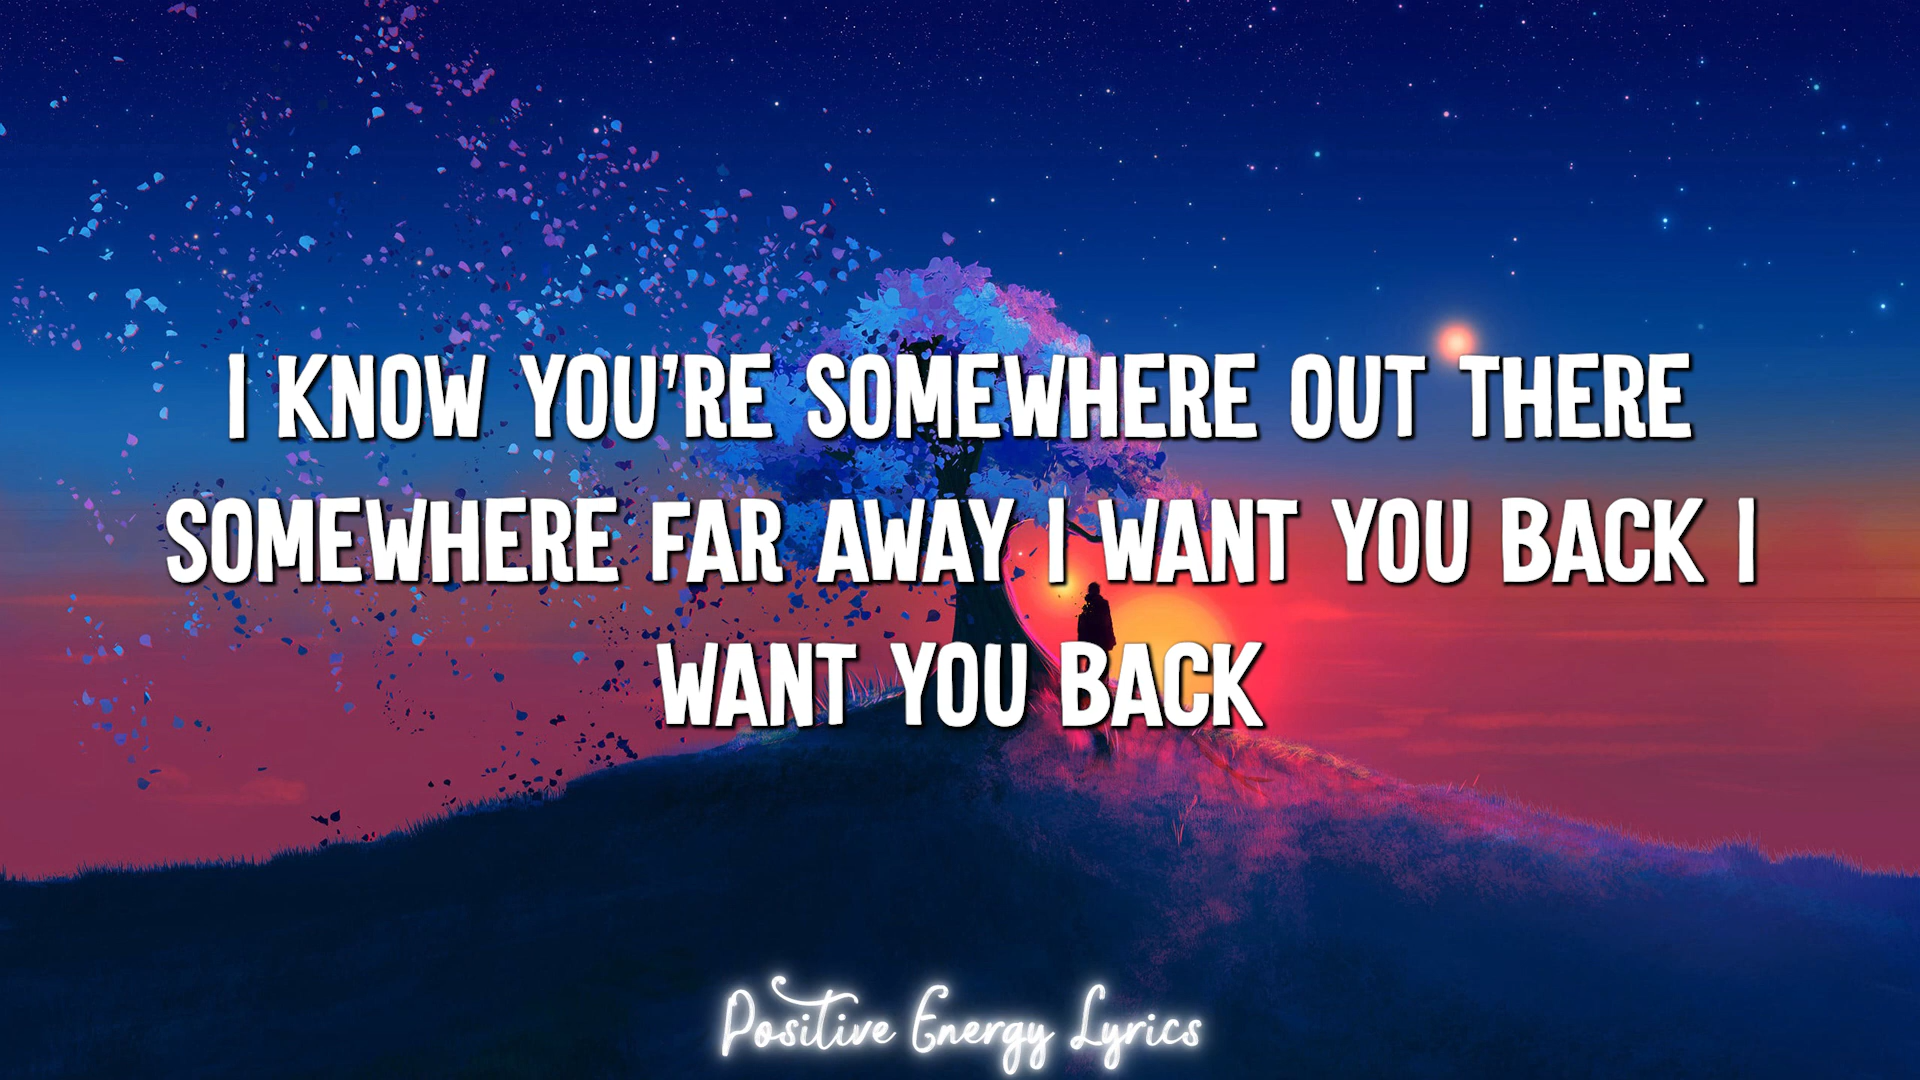 I KNOW YOU'RE SOMEWHERE OUT THERE
SOMEWHERE FAR AWAY I WANT YOU BACK I
WANT YOU BACK
Positive Energy Lyrics